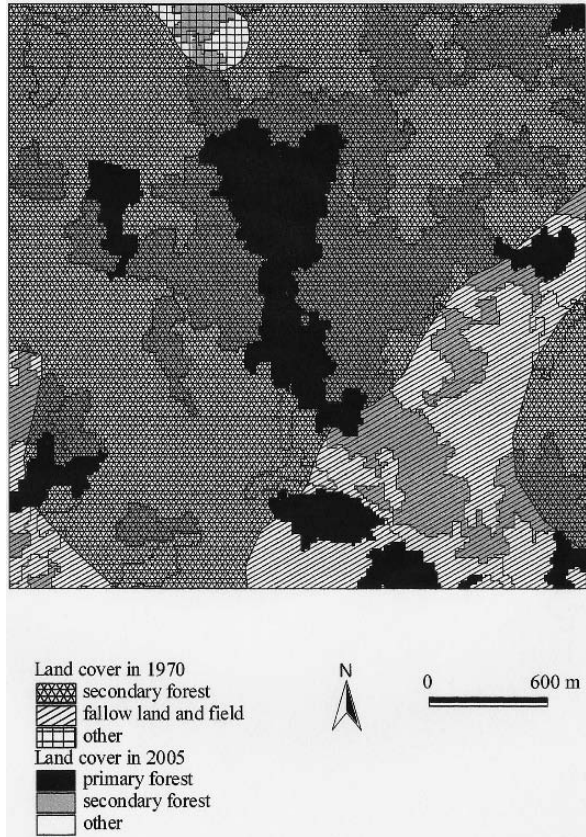 Land cover in 1970
secondary forest
fallow land and field
other
Land cover in 2005
primary forest
secondary forest
other
N
0 600 m